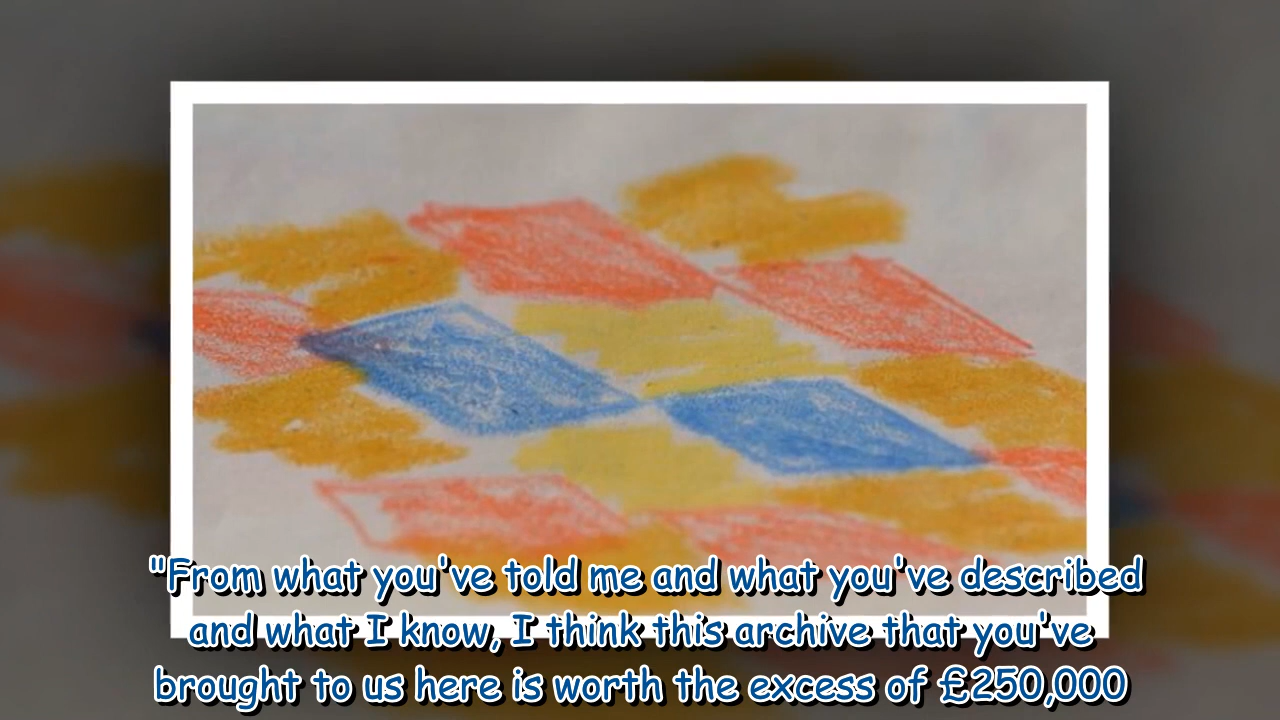 "From what you've told me and what you've described
and what I know, I think this archive that you've
brought to us here is worth the excess of £250,000